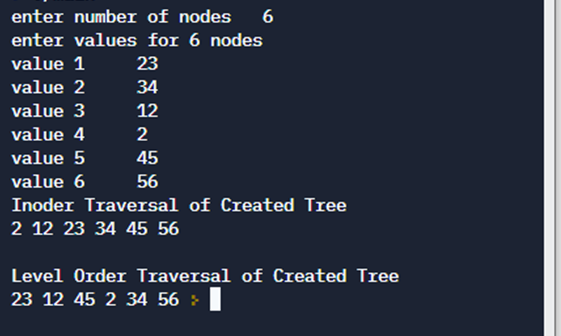 enter number of nodes   6
enter values for 6 nodes
value 1     23
value 2     34
value 3     12
value 4     2
value 5     45
value 6     56
Inoder Traversal of Created Tree
2 12 23 34 45 56
Level Order Traversal of Created Tree
23 12 45 2 34 56 >